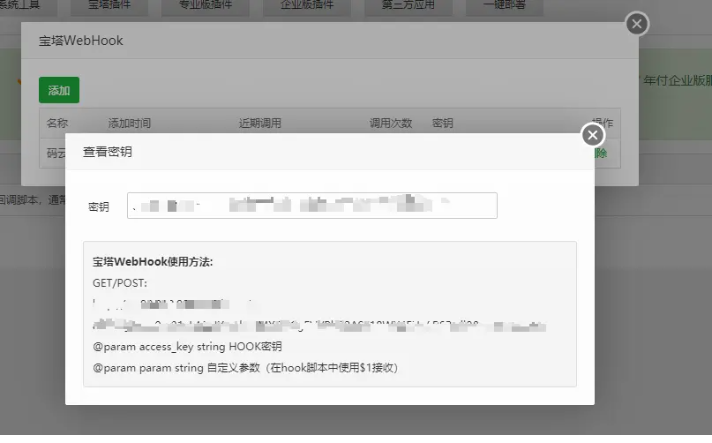 系统工具 宝塔插件 专业版插件 企业版插件 第三方应用 一键部署
宝塔WebHook
年付企业版服
添加
名称 添加时间 近期调用 调用次数 密钥 操作
码云
除
查看密钥
回调脚本，通常
密钥
宝塔WebHook使用方法:
GET/POST:
@param access_key string HOOK密钥
@param param string 自定义参数（在hook脚本中使用$1接收）